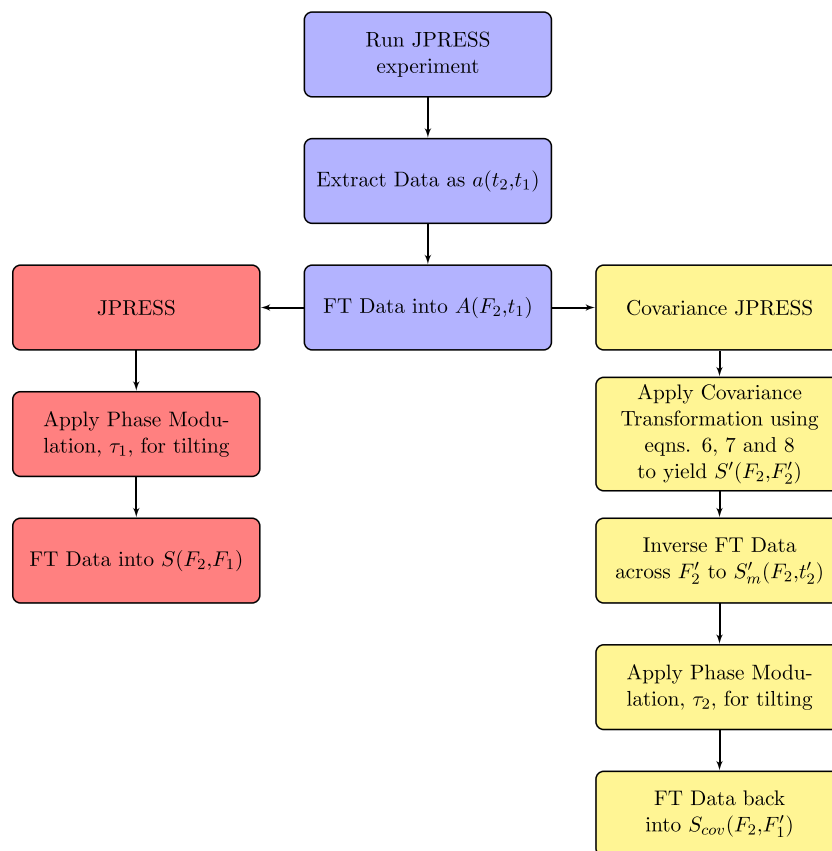 Run JPRESS
experiment
Extract Data as a(t₂,t₁)
FT Data into A(F₂,t₁)
JPRESS
Apply Phase Modu-
lation, τ₁, for tilting
FT Data into S(F₂,F₁)
Covariance JPRESS
Apply Covariance
Transformation using
eqns. 6, 7 and 8
to yield S′(F₂,F′₂)
Inverse FT Data
across F′₂ to S′ₘ(F₂,t′₂)
Apply Phase Modu-
lation, τ₂, for tilting
FT Data back
into S_cov(F₂,F′₁)